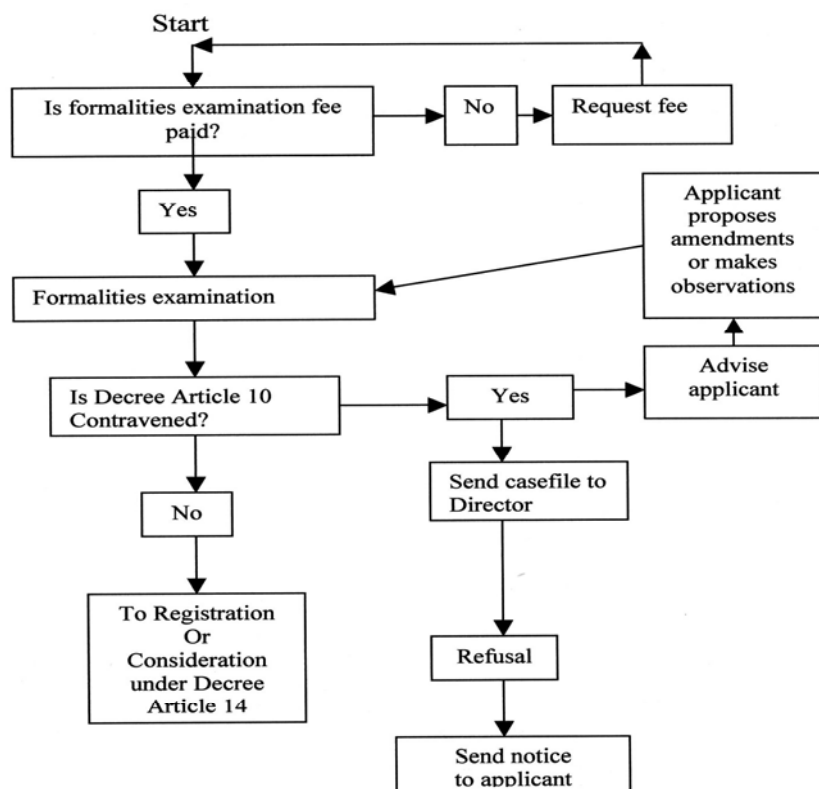 Start
Is formalities examination fee
paid?
No
Request fee
Yes
Applicant
proposes
amendments
or makes
observations
Formalities examination
Is Decree Article 10
Contravened?
Yes
Advise
applicant
No
Send casefile to
Director
To Registration
Or
Consideration
under Decree
Article 14
Refusal
Send notice
to applicant